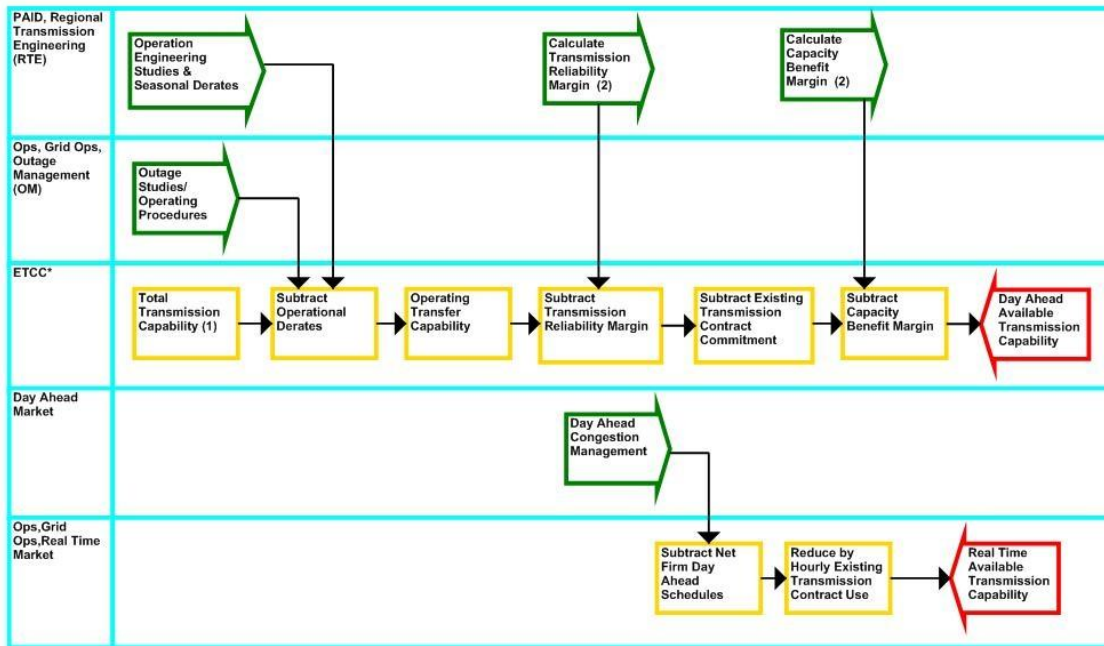 PAID, Regional
Transmission
Engineering
(RTE)
Operation
Engineering
Studies &
Seasonal Derates
Calculate
Transmission
Reliability
Margin (2)
Calculate
Capacity
Benefit
Margin (2)
Ops, Grid Ops,
Outage
Management
(OM)
Outage
Studies/
Operating
Procedures
ETCC*
Total
Transmission
Capability (1)
Subtract
Operational
Derates
Operating
Transfer
Capability
Subtract
Transmission
Reliability Margin
Subtract Existing
Transmission
Contract
Commitment
Subtract
Capacity
Benefit Margin
Day Ahead
Available
Transmission
Capability
Day Ahead
Market
Day Ahead
Congestion
Management
Ops,Grid
Ops,Real Time
Market
Subtract Net
Firm Day
Ahead
Schedules
Reduce by
Hourly Existing
Transmission
Contract Use
Real Time
Available
Transmission
Capability